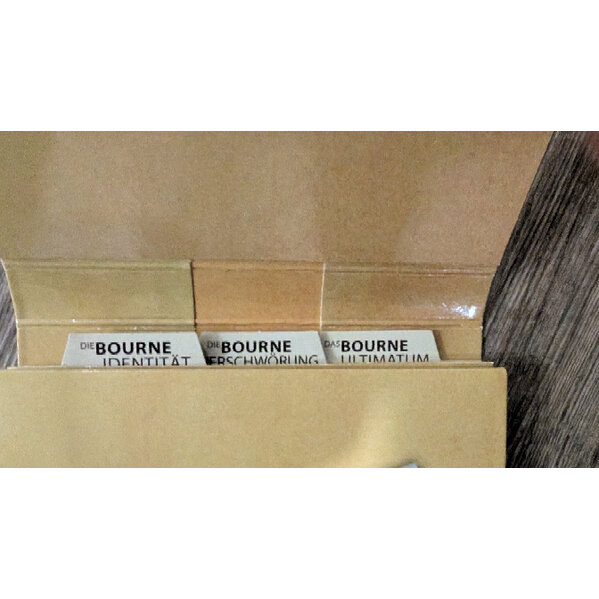 DIE BOURNE
IDENTITÄT
DIE BOURNE
ERSCHWÖRUNG
DAS BOURNE
ULTIMATUM